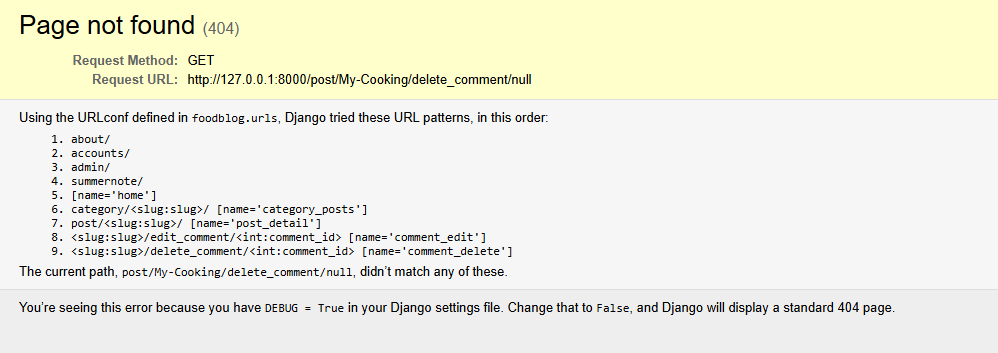 Page not found (404)
Request Method: GET
Request URL: http://127.0.0.1:8000/post/My-Cooking/delete_comment/null
Using the URLconf defined in foodblog.urls, Django tried these URL patterns, in this order:
1. about/
2. accounts/
3. admin/
4. summernote/
5. [name='home']
6. category/<slug:slug>/ [name='category_posts']
7. post/<slug:slug>/ [name='post_detail']
8. <slug:slug>/edit_comment/<int:comment_id> [name='comment_edit']
9. <slug:slug>/delete_comment/<int:comment_id> [name='comment_delete']
The current path, post/My-Cooking/delete_comment/null, didn’t match any of these.
You’re seeing this error because you have DEBUG = True in your Django settings file. Change that to False, and Django will display a standard 404 page.